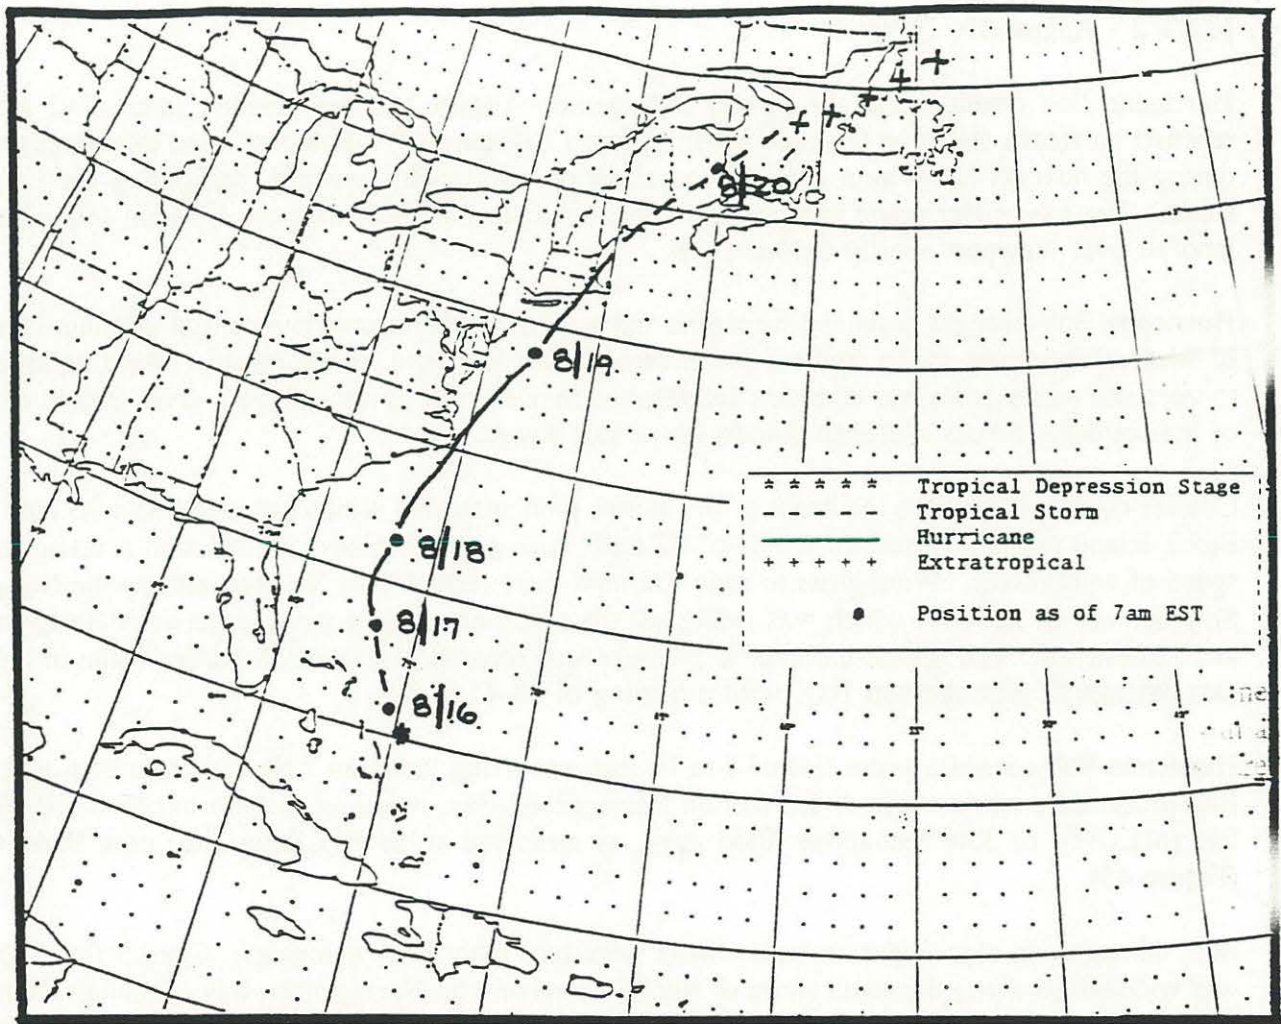 8/20
8/19
* * * * * Tropical Depression Stage
— — Tropical Storm
Hurricane
+ + + + Extratropical
● Position as of 7am EST
8/18
8/17
8/16
ne